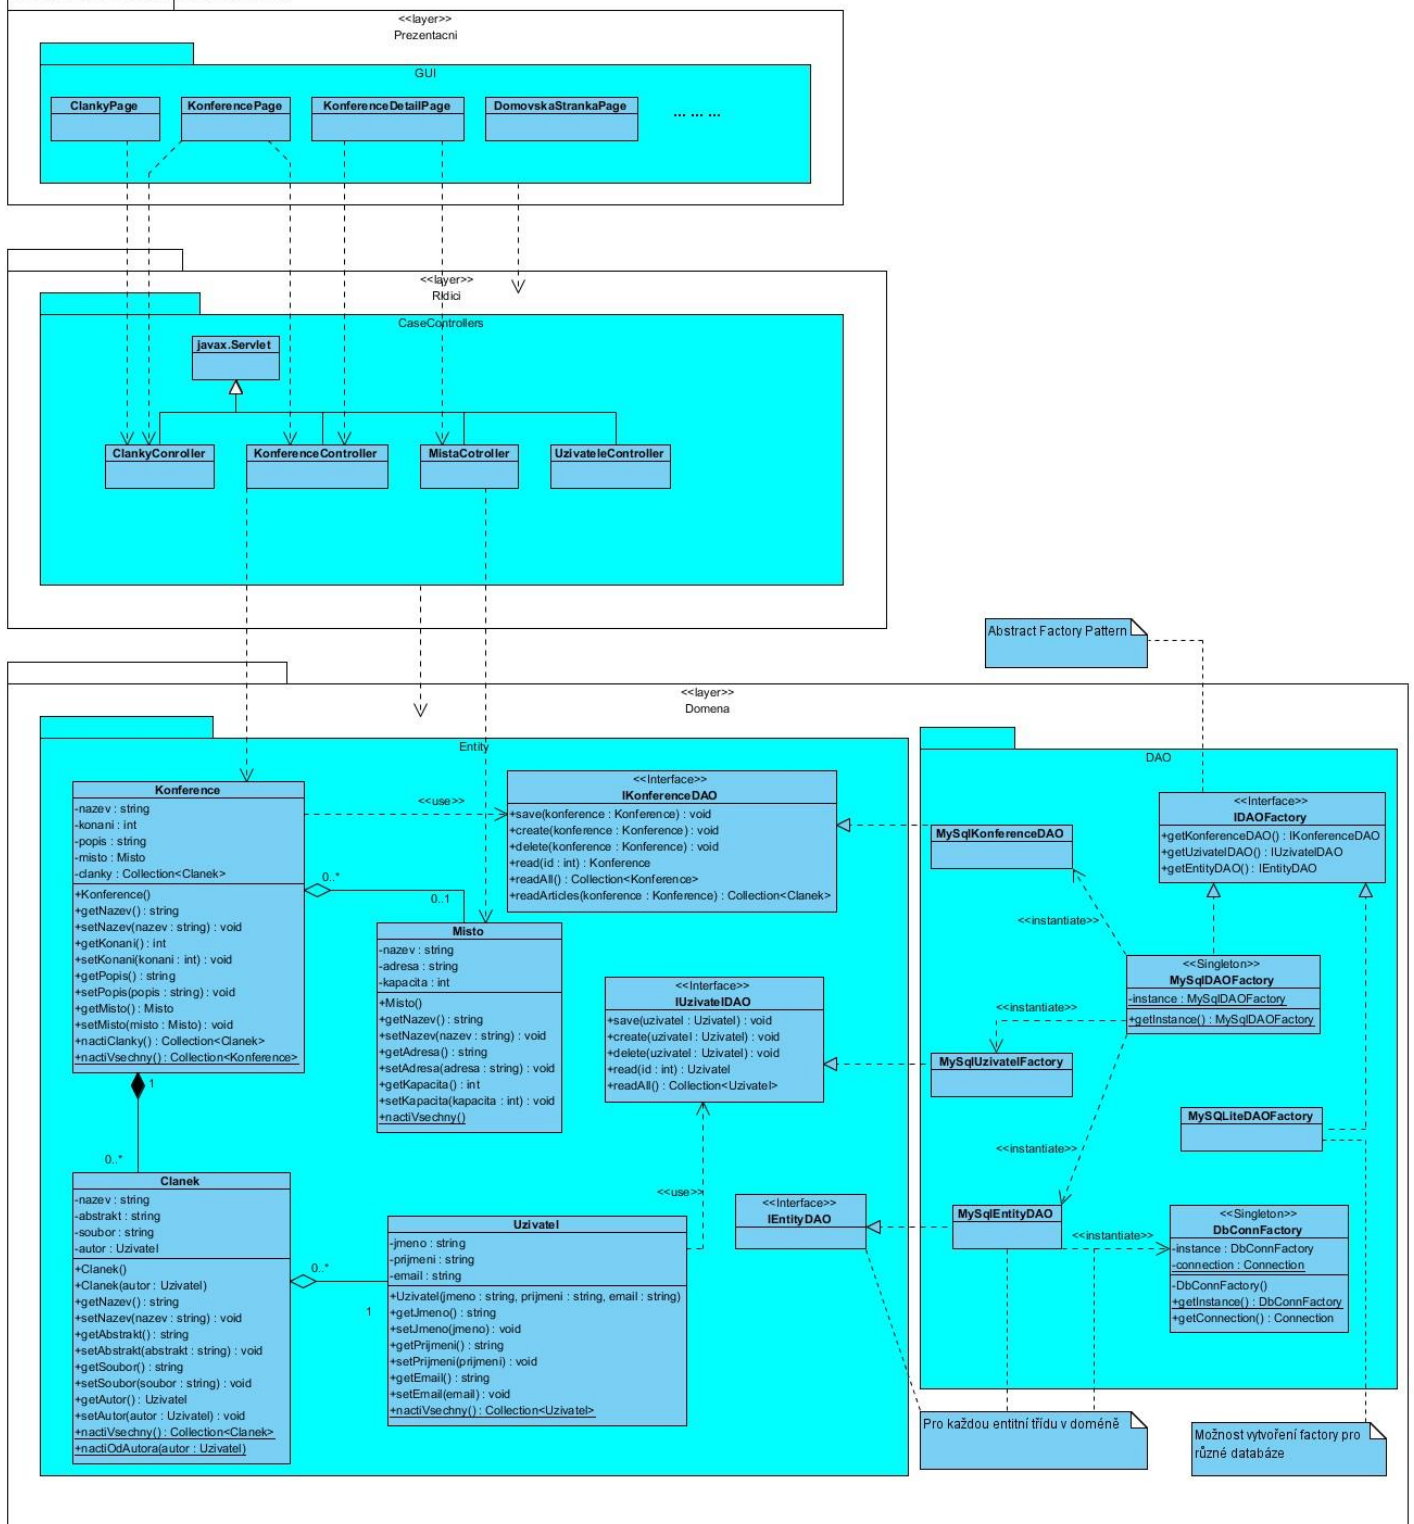 <<layer>>
Prezentacni
GUI
ClankyPage
KonferencePage
KonferenceDetailPage
DomovskaStrankaPage
... ... ...
<<layer>>
Ridici
CaseControllers
javax.Servlet
ClankyConroller
KonferenceController
MistaCotroller
UzivateleController
Abstract Factory Pattern
<<layer>>
Domena
Entity
Konference
-nazev : string
-konani : int
-popis : string
-misto : Misto
-clanky : Collection<Clanek>
+Konference()
+getNazev() : string
+setNazev(nazev : string) : void
+getKonani() : int
+setKonani(konani : int) : void
+getPopis() : string
+setPopis(popis : string) : void
+getMisto() : Misto
+setMisto(misto : Misto) : void
+nactiClanky() : Collection<Clanek>
+nactiVsechny() : Collection<Konference>
<<use>>
<<Interface>>
IKonferenceDAO
+save(konference : Konference) : void
+create(konference : Konference) : void
+delete(konference : Konference) : void
+read(id : int) : Konference
+readAll() : Collection<Konference>
+readArticles(konference : Konference) : Collection<Clanek>
0..*
0..1
Misto
-nazev : string
-adresa : string
-kapacita : int
+Misto()
+getNazev() : string
+setNazev(nazev : string) : void
+getAdresa() : string
+setAdresa(adresa : string) : void
+getKapacita() : int
+setKapacita(kapacita : int) : void
+nactiVsechny()
<<Interface>>
IUzivatelDAO
+save(uzivatel : Uzivatel) : void
+create(uzivatel : Uzivatel) : void
+delete(uzivatel : Uzivatel) : void
+read(id : int) : Uzivatel
+readAll() : Collection<Uzivatel>
1
0..*
Clanek
-nazev : string
-abstrakt : string
-soubor : string
-autor : Uzivatel
+Clanek()
+Clanek(autor : Uzivatel)
+getNazev() : string
+setNazev(nazev : string) : void
+getAbstrakt() : string
+setAbstrakt(abstrakt : string) : void
+getSoubor() : string
+setSoubor(soubor : string) : void
+getAutor() : Uzivatel
+setAutor(autor : Uzivatel) : void
+nactiVsechny() : Collection<Clanek>
+nactiOdAutora(autor : Uzivatel)
0..*
1
Uzivatel
-jmeno : string
-prijmeni : string
-email : string
+Uzivatel(jmeno : string, prijmeni : string, email : string)
+getJmeno() : string
+setJmeno(jmeno) : void
+getPrijmeni() : string
+setPrijmeni(prijmeni) : void
+getEmail() : string
+setEmail(email) : void
+nactiVsechny() : Collection<Uzivatel>
<<use>>
<<Interface>>
IEntityDAO
DAO
<<Interface>>
IDAOFactory
+getKonferenceDAO() : IKonferenceDAO
+getUzivatelDAO() : IUzivatelDAO
+getEntityDAO() : IEntityDAO
MySqlKonferenceDAO
<<instantiate>>
<<Singleton>>
MySqlDAOFactory
-instance : MySqlDAOFactory
+getInstance() : MySqlDAOFactory
<<instantiate>>
MySqlUzivatelFactory
MySQLiteDAOFactory
<<instantiate>>
MySqlEntityDAO
<<instantiate>>
<<Singleton>>
DbConnFactory
-instance : DbConnFactory
-connection : Connection
-DbConnFactory()
+getInstance() : DbConnFactory
+getConnection() : Connection
Pro každou entitní třídu v doméně
Možnost vytvoření factory pro
různé databáze